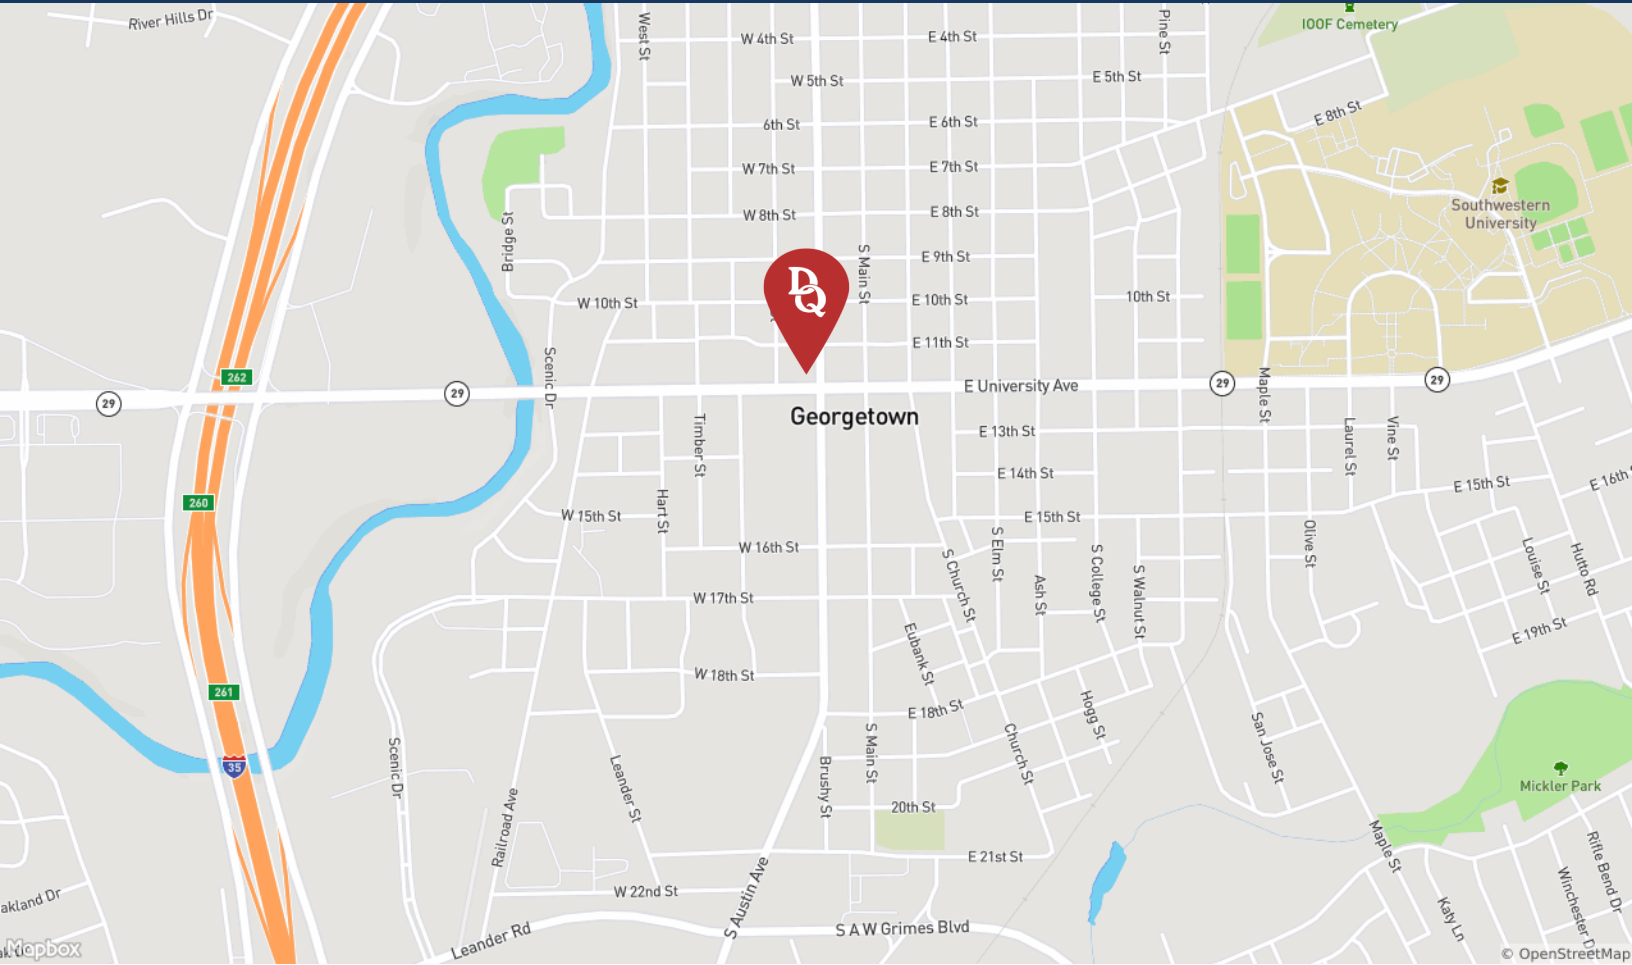 River Hills Dr
West St
W 4th St
E 4th St
Pine St
IOOF Cemetery
W 5th St
E 5th St
6th St
E 6th St
E 8th St
W 7th St
E 7th St
W 8th St
E 8th St
Southwestern
University
Bridge St
S Main St
E 9th St
DQ
W 10th St
E 10th St
10th St
E 11th St
Scenic Dr
262
29
29
E University Ave
29
29
Maple St
Georgetown
Timber St
E 13th St
Laurel St
Vine St
E 14th St
260
Hart St
W 15th St
E 15th St
E 15th St
E 16th
Olive St
W 16th St
S Church St
S Elm St
Ash St
S College St
S Walnut St
Louise St
Hutto Rd
W 17th St
E 19th St
Eubank St
W 18th St
261
E 18th St
Hogg St
San Jose St
Church St
S Main St
Scenic Dr
35
Leander St
Brushy St
Mickler Park
20th St
Railroad Ave
Maple St
Rifle Bend Dr
E 21st St
W 22nd St
S Austin Ave
Winchester D
Katy Ln
akland Dr
Leander Rd
S A W Grimes Blvd
Mapbox
© OpenStreetMap